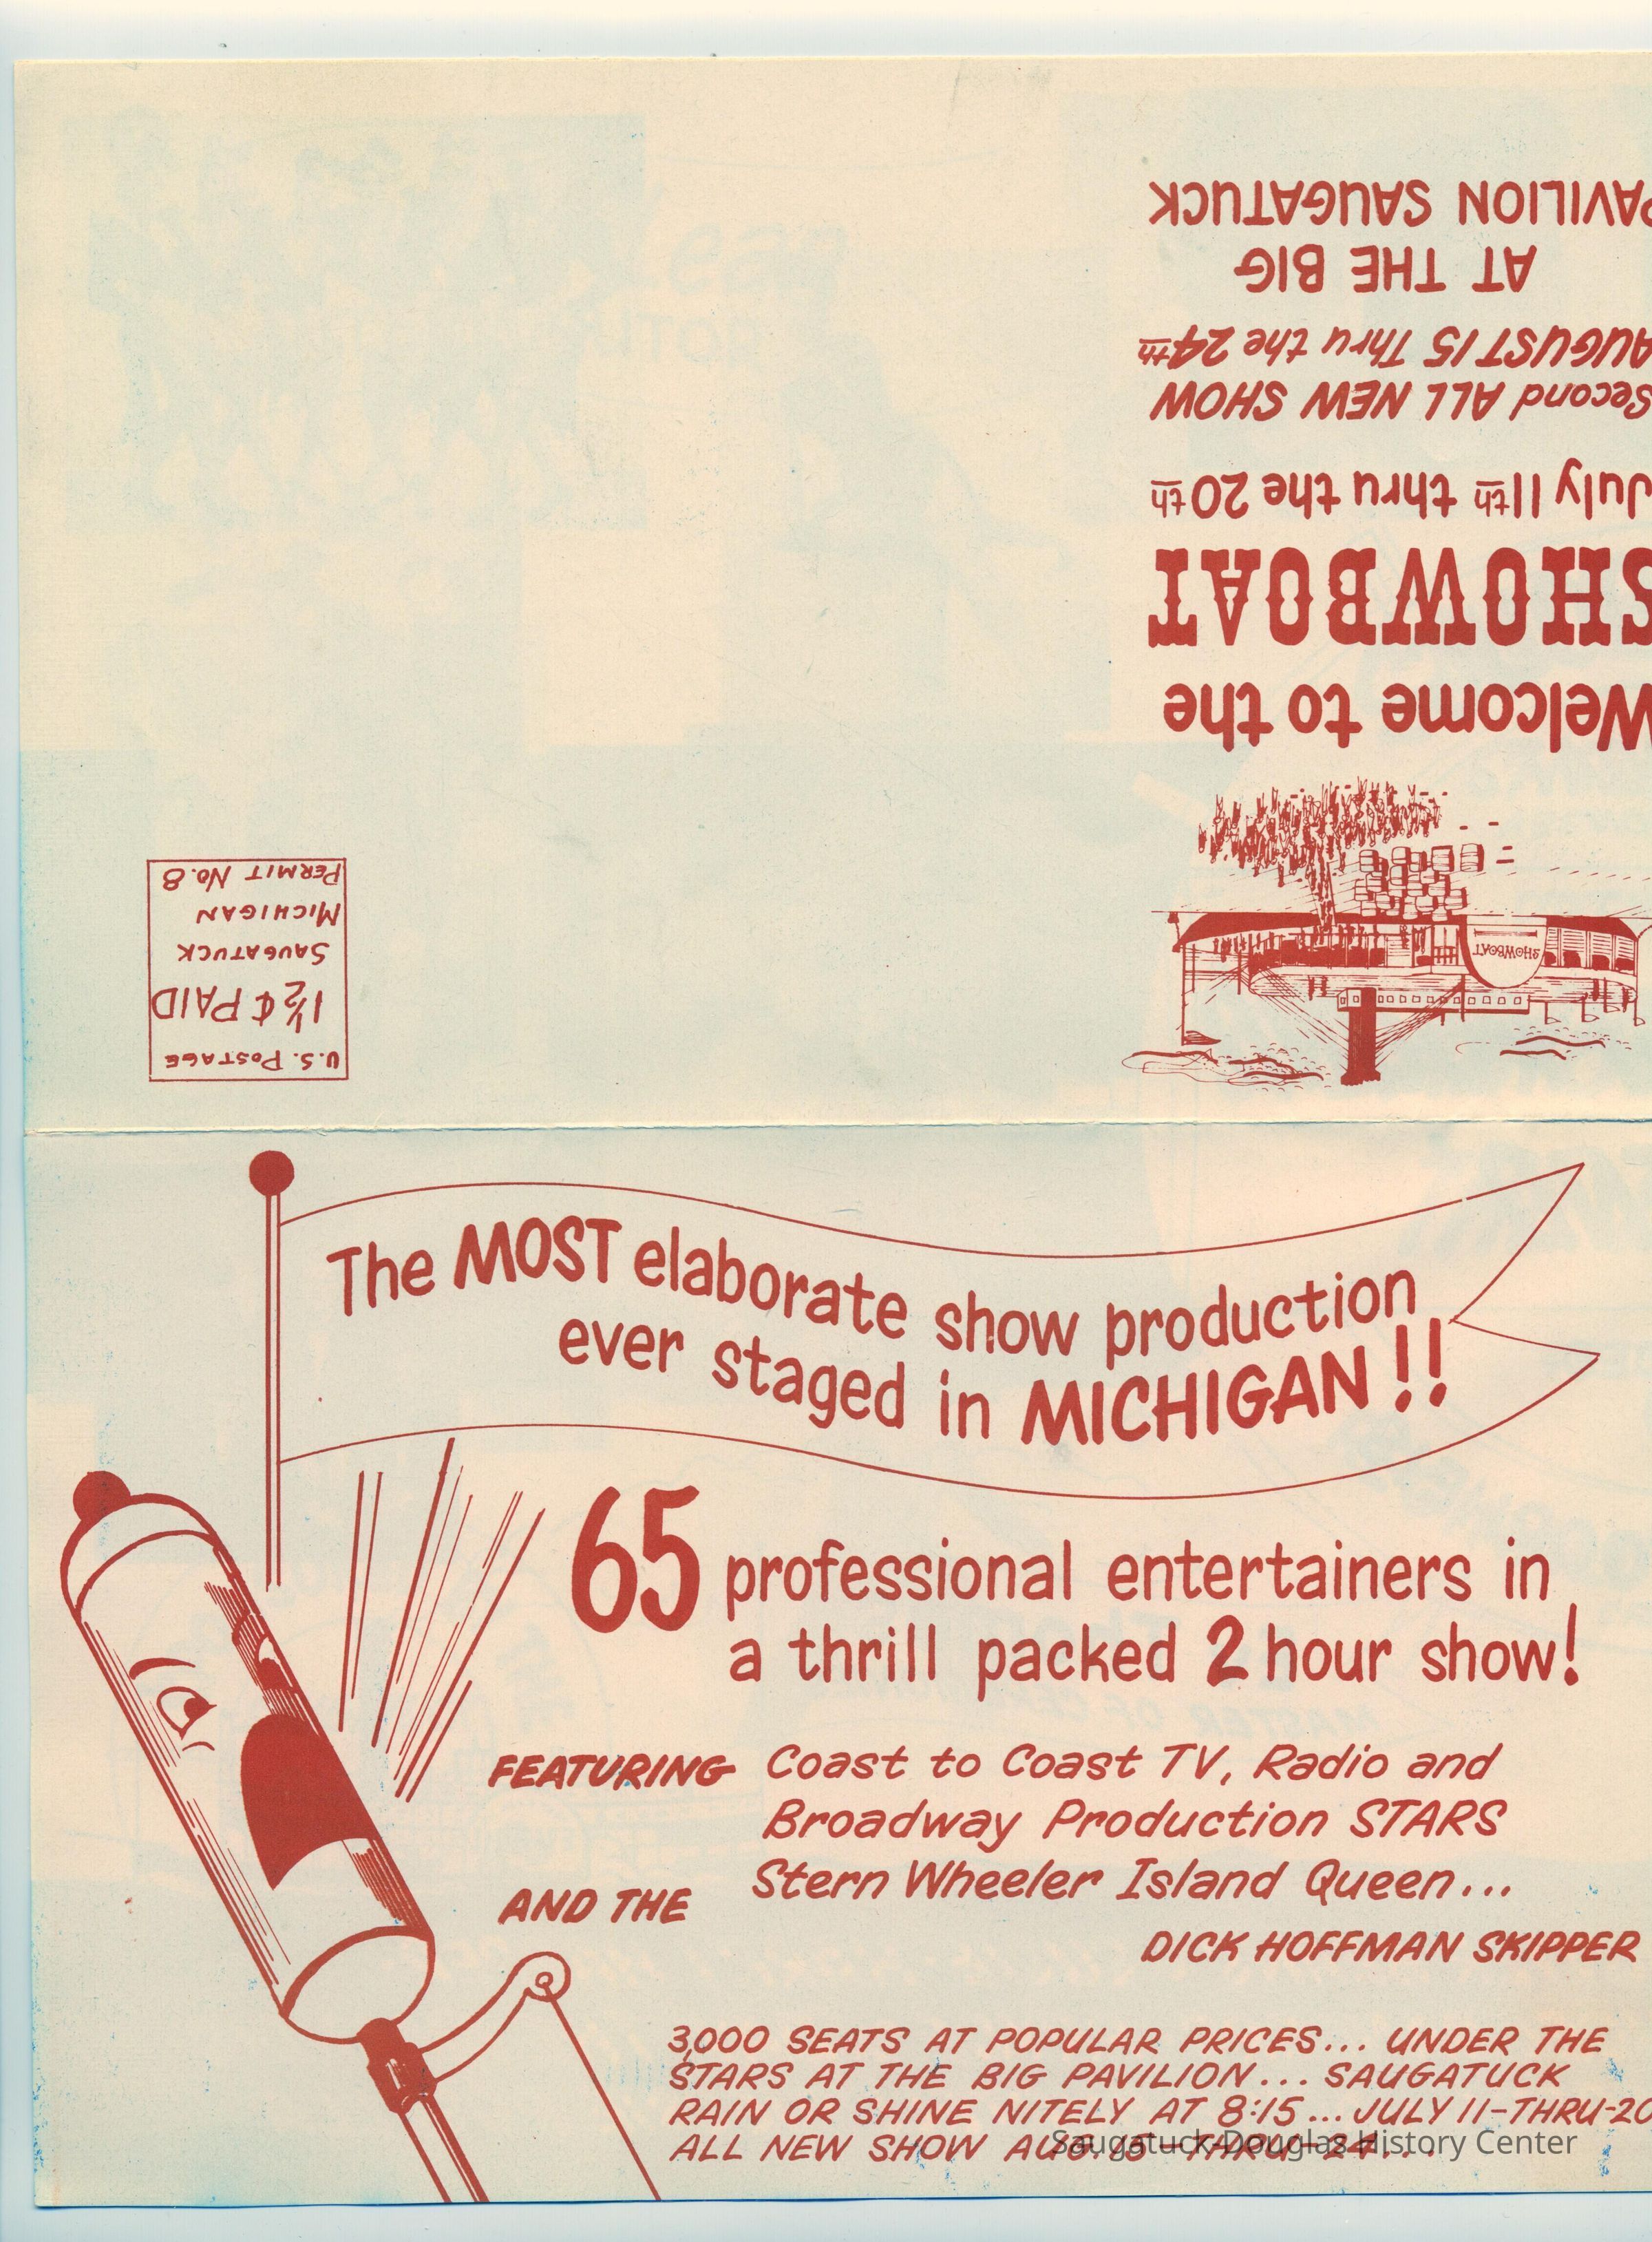 Welcome to the
SHOWBOAT
July 11th thru the 20th
Second ALL NEW SHOW
AUGUST 15 Thru the 24th
AT THE BIG
PAVILION SAUGATUCK
SHOWBOAT
U.S. POSTAGE
1½ ¢ PAID
SAUGATUCK
MICHIGAN
PERMIT No. 8
The MOST elaborate show production
ever staged in MICHIGAN!!
65 professional entertainers in
a thrill packed 2 hour show!
FEATURING Coast to Coast TV, Radio and
Broadway Production STARS
AND THE Stern Wheeler Island Queen...
DICK HOFFMAN SKIPPER
3,000 SEATS AT POPULAR PRICES... UNDER THE
STARS AT THE BIG PAVILION... SAUGATUCK
RAIN OR SHINE NITELY AT 8:15... JULY 11-THRU-20
ALL NEW SHOW AUG. 15-THRU-24...
Saugatuck-Douglas History Center